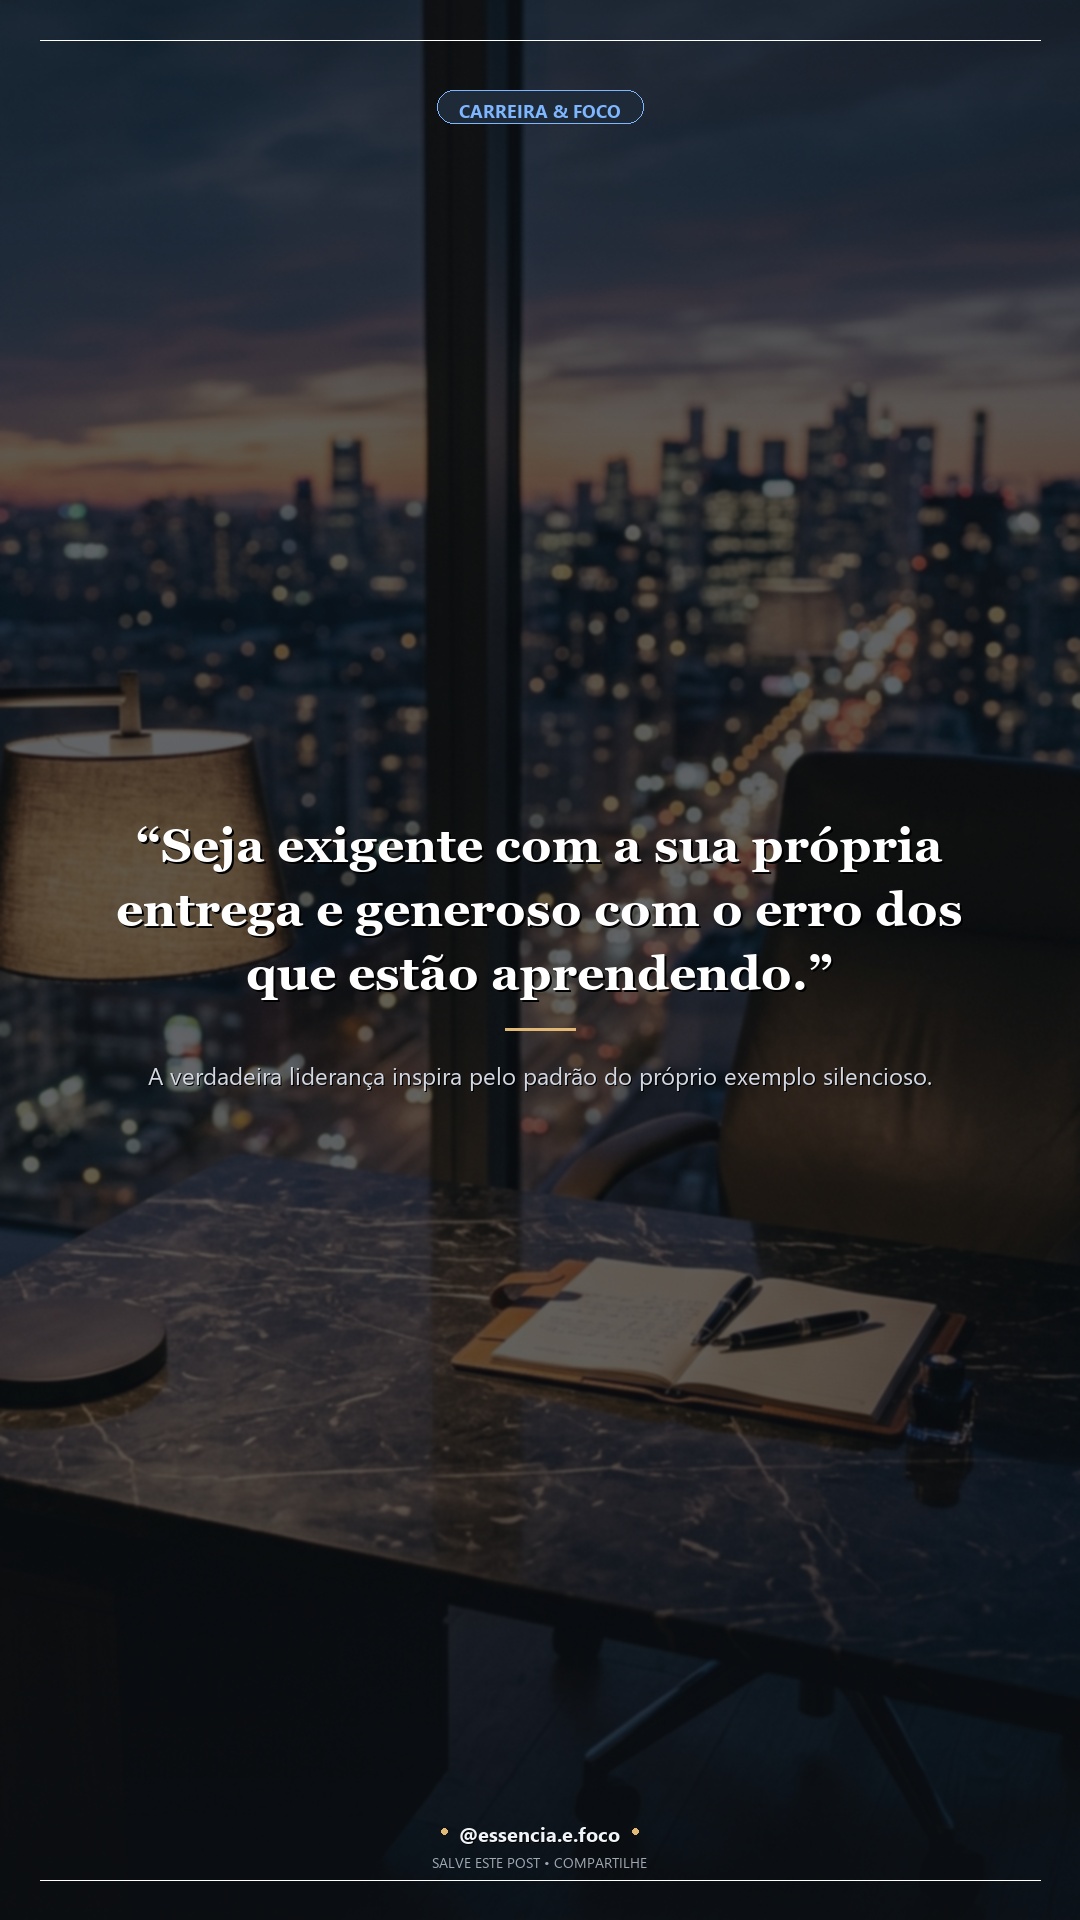 CARREIRA & FOCO
“Seja exigente com a sua própria
entrega e generoso com o erro dos
que estão aprendendo.”
A verdadeira liderança inspira pelo padrão do próprio exemplo silencioso.
• @essencia.e.foco •
SALVE ESTE POST • COMPARTILHE